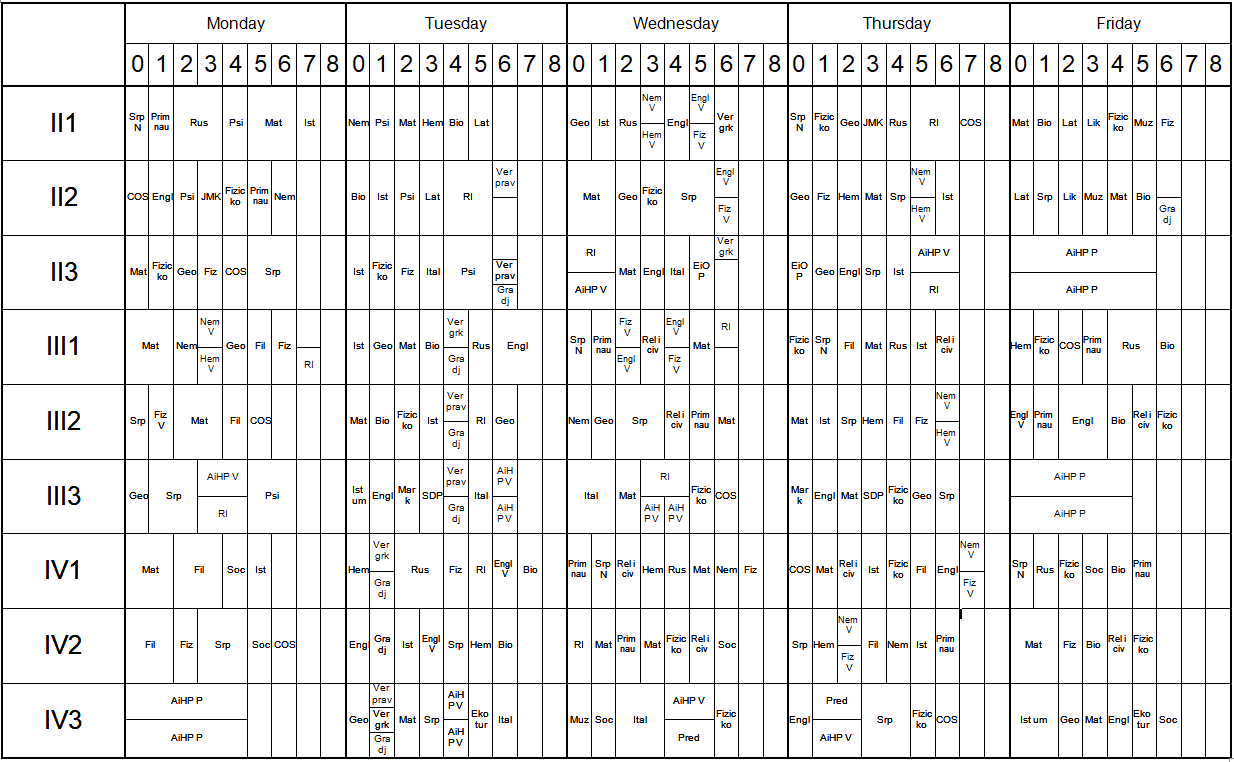 Monday Tuesday Wednesday Thursday Friday
0 1 2 3 4 5 6 7 8 0 1 2 3 4 5 6 7 8 0 1 2 3 4 5 6 7 8 0 1 2 3 4 5 6 7 8 0 1 2 3 4 5 6 7 8
II1 Srp N Prim nau Rus Psi Mat Ist Nem Psi Mat Hem Bio Lat Geo Ist Rus Nem V Hem V Engl Engl V Fiz V Ver grk Srp N Fizic ko Geo JMK Rus RI COS Mat Bio Lat Lik Fizic ko Muz Fiz
II2 COS Engl Psi JMK Fizic ko Prim nau Nem Bio Ist Psi Lat RI Ver prav Mat Geo Fizic ko Srp Engl V Fiz V Geo Fiz Hem Mat Srp Nem V Hem V Ist Lat Srp Lik Muz Mat Bio Gra dj
II3 Mat Fizic ko Geo Fiz COS Srp Ist Fizic ko Fiz Ital Psi Ver prav Gra dj RI AiHP V Mat Engl Ital EiO P Ver grk EiO P Geo Engl Srp Ist AiHP V RI AiHP P AiHP P
III1 Mat Nem Nem V Hem V Geo Fil Fiz RI Ist Geo Mat Bio Ver grk Gra dj Rus Engl Srp N Prim nau Fiz V Engl V Reli civ Engl V Fiz V Mat RI Fizic ko Srp N Fil Mat Rus Ist Reli civ Hem Fizic ko COS Prim nau Rus Bio
III2 Srp Fiz V Mat Fil COS Mat Bio Fizic ko Ist Ver prav Gra dj RI Geo Nem Geo Srp Reli civ Prim nau Mat Mat Ist Srp Hem Fil Fiz Nem V Hem V Engl V Prim nau Engl Bio Reli civ Fizic ko
III3 Geo Srp AiHP V RI Psi Ist um Engl Mar k SDP Ver prav Gra dj Ital AiH PV AiH PV Ital Mat RI AiH PV AiH PV Fizic ko COS Mar k Engl Mat SDP Fizic ko Geo Srp AiHP P AiHP P
IV1 Mat Fil Soc Ist Hem Ver grk Gra dj Rus Fiz RI Engl V Bio Prim nau Srp N Reli civ Hem Rus Mat Nem Fiz COS Mat Reli civ Ist Fizic ko Fil Engl Nem V Fiz V Srp N Rus Fizic ko Soc Bio Prim nau
IV2 Fil Fiz Srp Soc COS Engl Gra dj Ist Engl V Srp Hem Bio RI Mat Prim nau Mat Fizic ko Reli civ Soc Srp Hem Nem V Fiz V Fil Nem Ist Prim nau Mat Fiz Bio Reli civ Fizic ko
IV3 AiHP P AiHP P Geo Ver prav Ver grk Gra dj Mat Srp AiH PV AiH PV Eko tur Ital Muz Soc Ital AiHP V Pred Fizic ko Engl Pred AiHP V Srp Fizic ko COS Ist um Geo Mat Engl Eko tur Soc